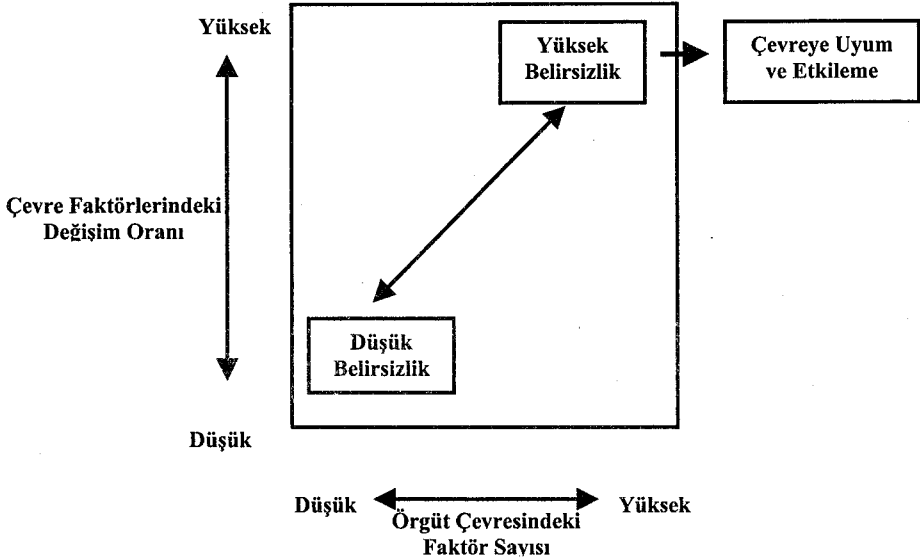 Yüksek
Yüksek
Belirsizlik
Çevreye Uyum
ve Etkileme
Çevre Faktörlerindeki
Değişim Oranı
Düşük
Belirsizlik
Düşük
Düşük
Yüksek
Örgüt Çevresindeki
Faktör Sayısı